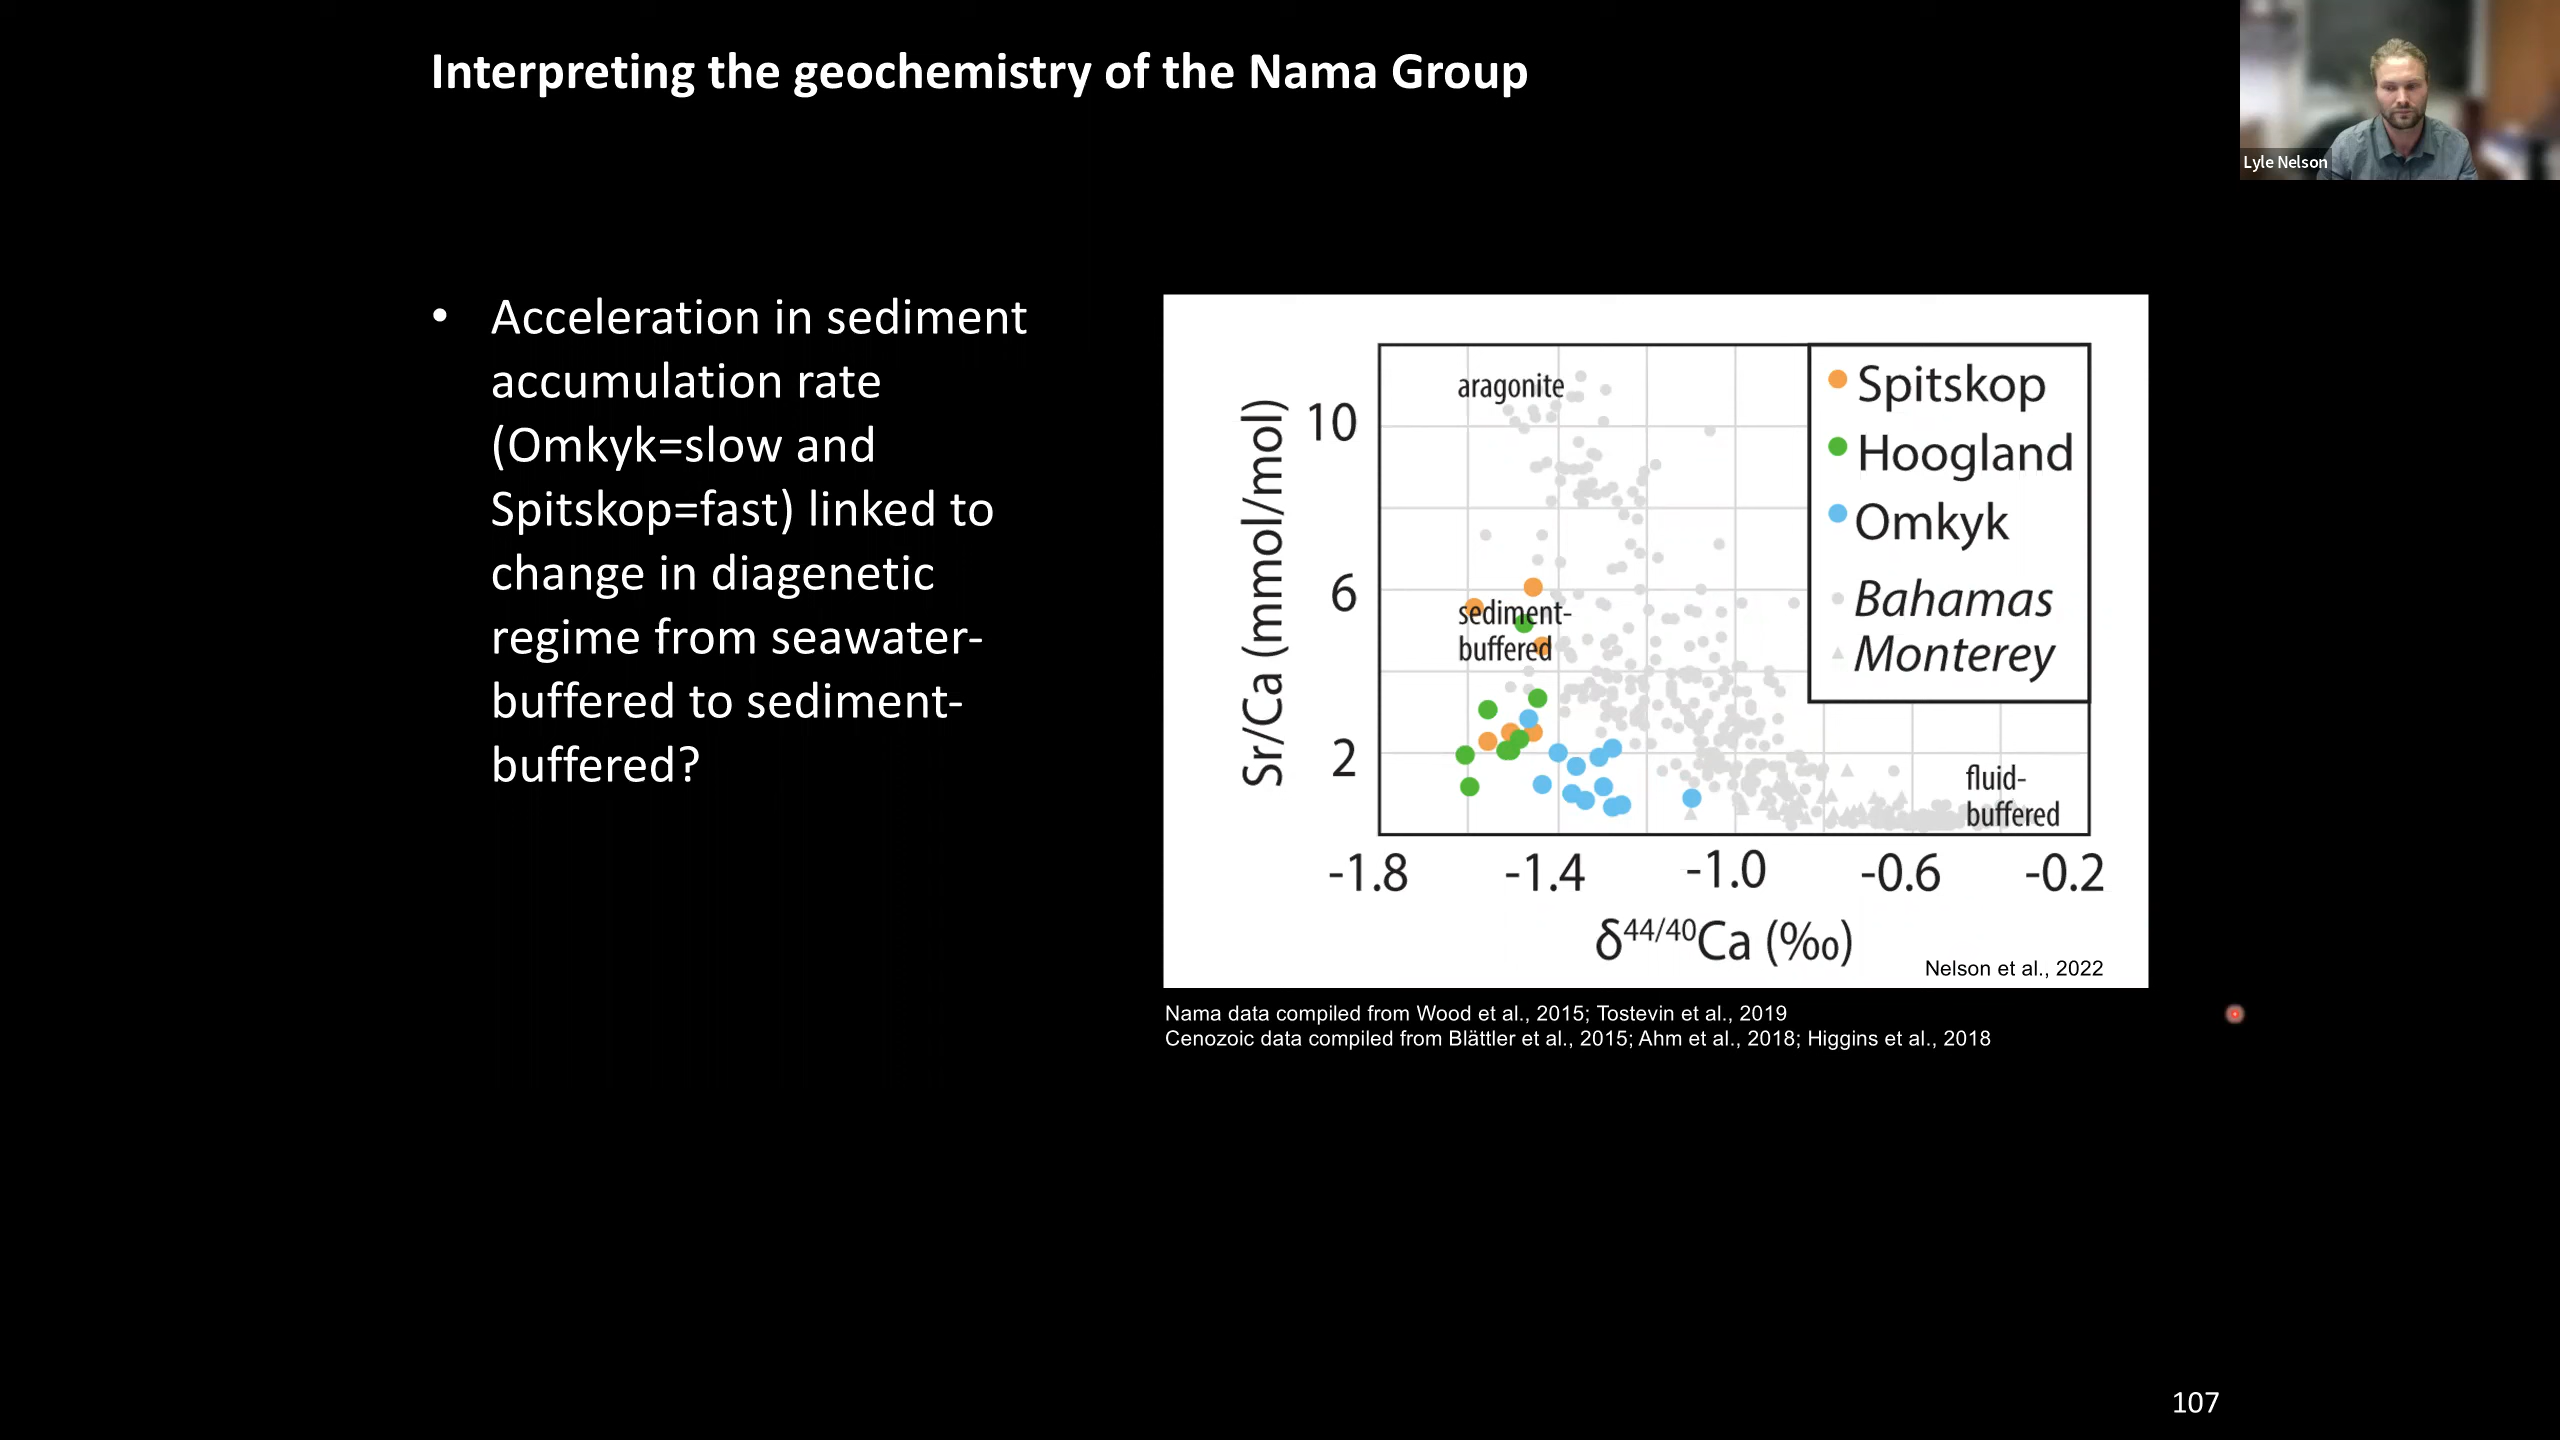 Interpreting the geochemistry of the Nama Group
Lyle Nelson
• Acceleration in sediment
accumulation rate
(Omkyk=slow and
Spitskop=fast) linked to
change in diagenetic
regime from seawater-
buffered to sediment-
buffered?
Sr/Ca (mmol/mol)
10
6
2
aragonite
sediment-
buffered
fluid-
buffered
Spitskop
Hoogland
Omkyk
Bahamas
Monterey
-1.8 -1.4 -1.0 -0.6 -0.2
δ44/40Ca (‰)
Nelson et al., 2022
Nama data compiled from Wood et al., 2015; Tostevin et al., 2019
Cenozoic data compiled from Blättler et al., 2015; Ahm et al., 2018; Higgins et al., 2018
107